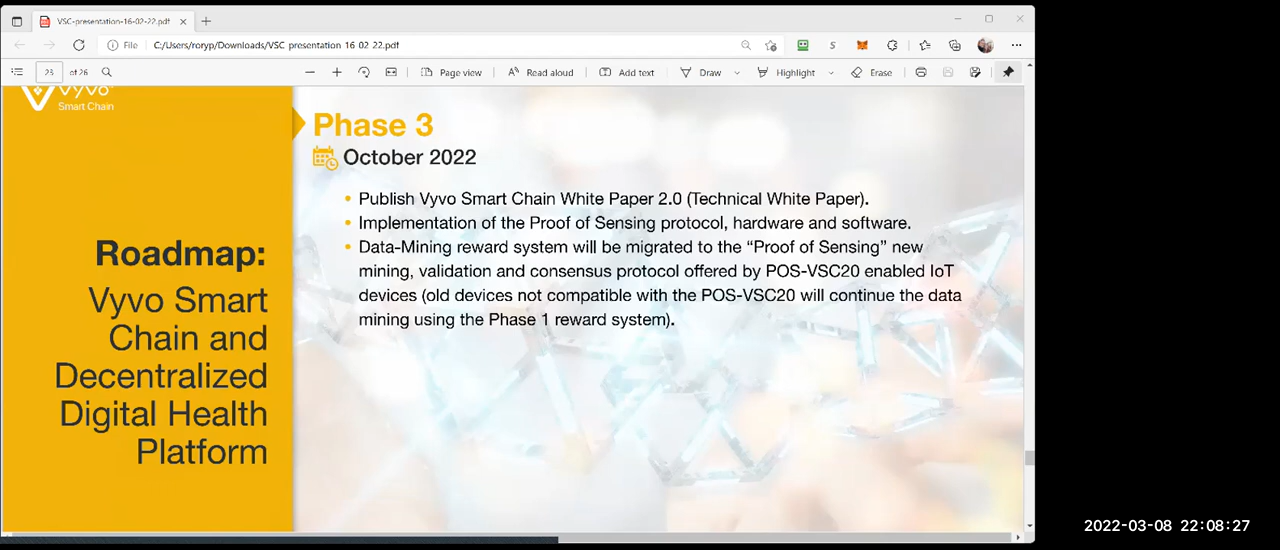 VSC-presentation-16-02-22.pdf
File
C:/Users/roryp/Downloads/VSC presentation 16 02 22.pdf
23 of 26
Page view
Read aloud
Add text
Draw
Highlight
Erase
vyvo
Smart Chain
Roadmap:
Vyvo Smart
Chain and
Decentralized
Digital Health
Platform
Phase 3
October 2022
• Publish Vyvo Smart Chain White Paper 2.0 (Technical White Paper).
• Implementation of the Proof of Sensing protocol, hardware and software.
• Data-Mining reward system will be migrated to the “Proof of Sensing” new
mining, validation and consensus protocol offered by POS-VSC20 enabled IoT
devices (old devices not compatible with the POS-VSC20 will continue the data
mining using the Phase 1 reward system).
2022-03-08 22:08:27